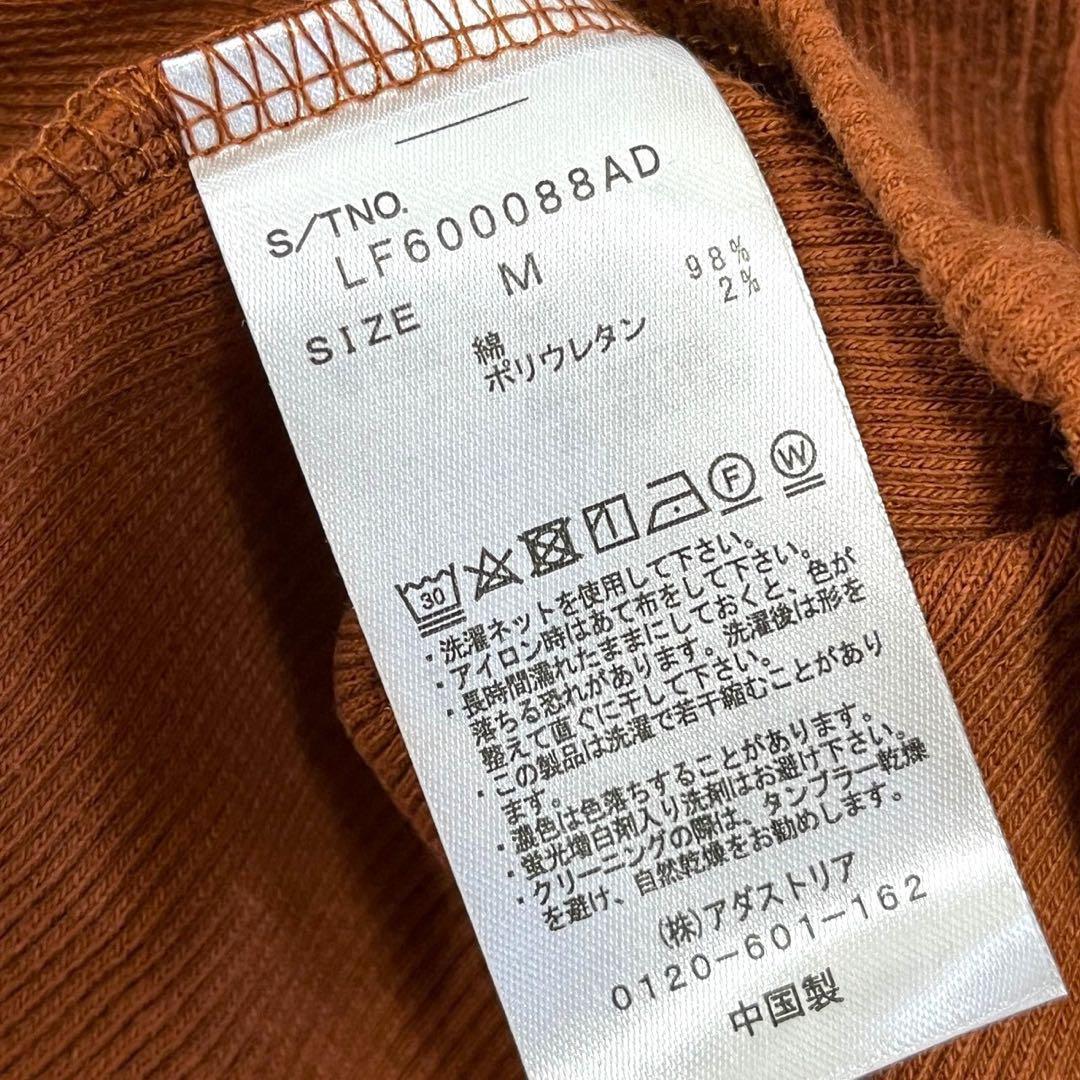 S/TNO.
LF600088AD
SIZE M
綿 98%
ポリウレタン 2%
30 1 F W
・洗濯ネットを使用して下さい。
・アイロン時はあて布をして下さい。
・長時間濡れたままにしておくと、色が
落ちる恐れがあります。洗濯後は形を
整えて直ぐに干して下さい。
・この製品は洗濯で若干縮むことがあり
ます。
・濃色は色落ちすることがあります。
・蛍光増白剤入り洗剤はお避け下さい。
・クリーニングの際は、タンブラー乾燥
を避け、自然乾燥をお勧めします。
(株)アダストリア
0120-601-162
中国製